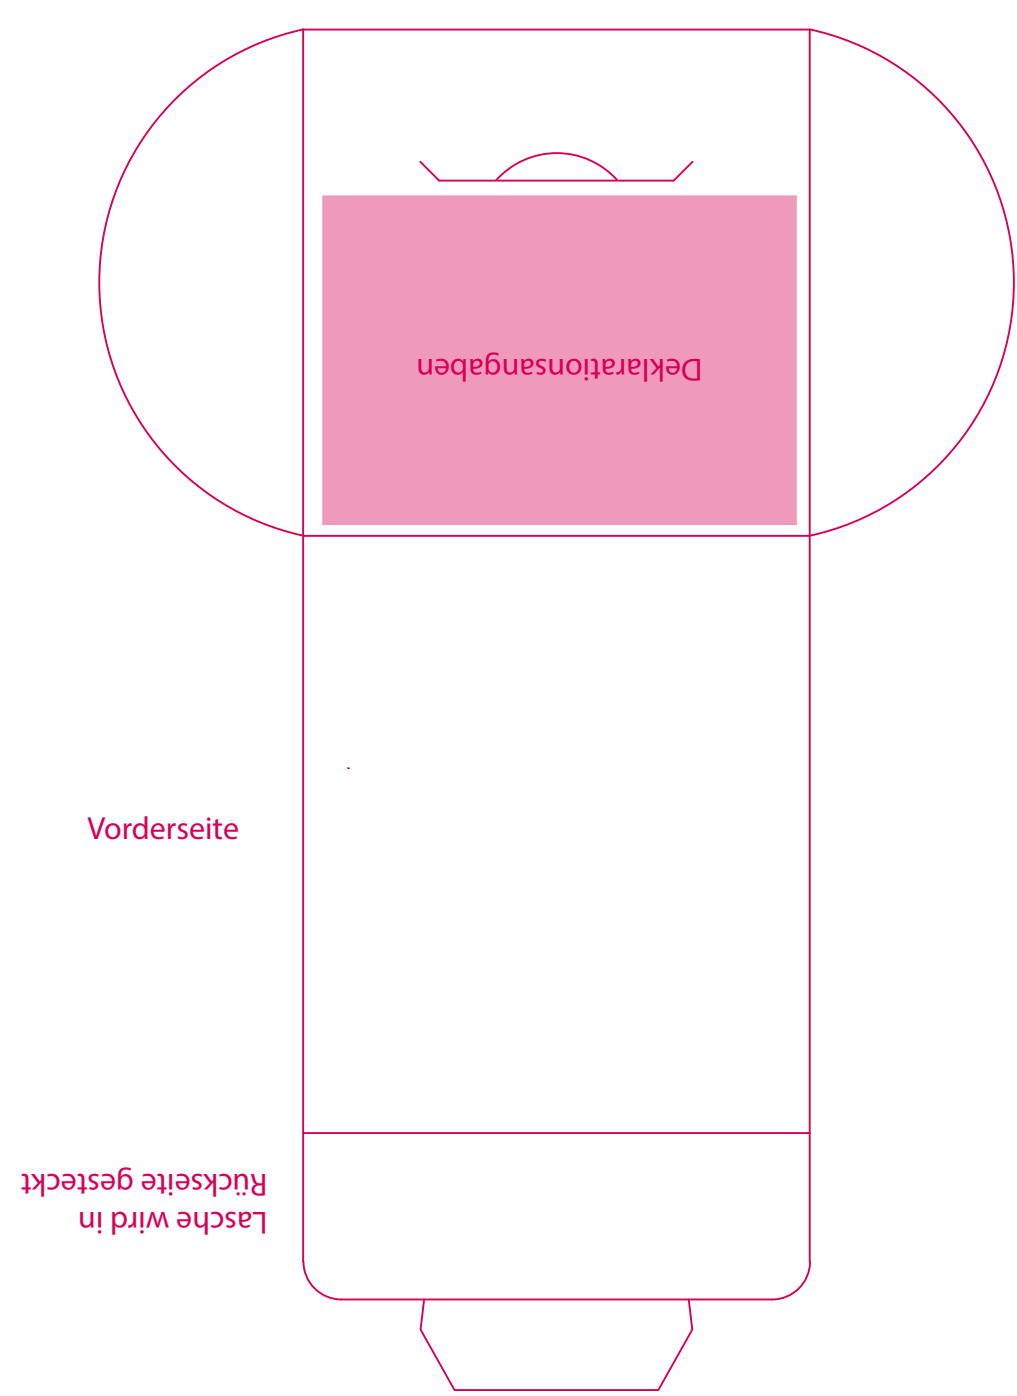 Deklarationsangaben
Vorderseite
Lasche wird in
Rückseite gesteckt